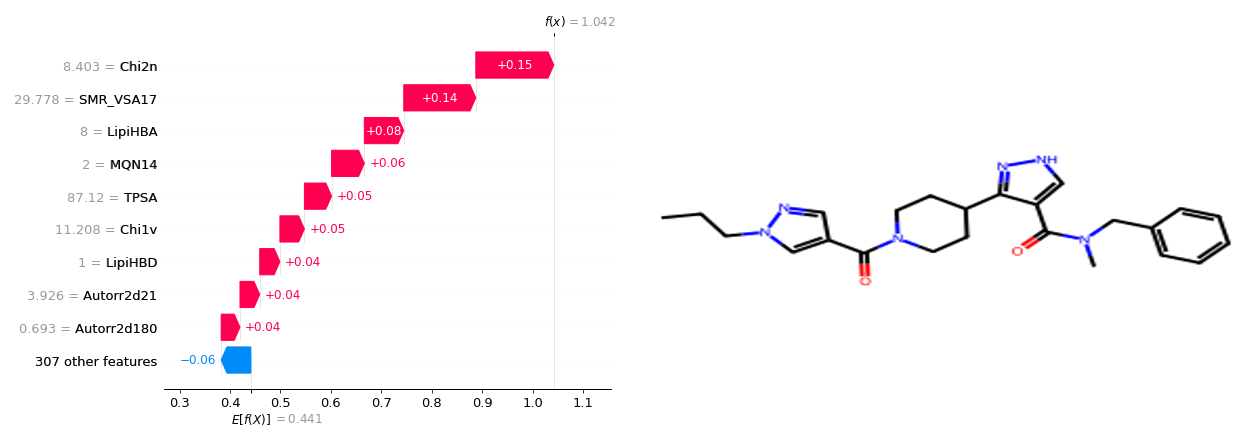 f(x) = 1.042
8.403 = Chi2n
+0.15
29.778 = SMR_VSA17
+0.14
8 = LipiHBA
+0.08
2 = MQN14
+0.06
87.12 = TPSA
+0.05
11.208 = Chi1v
+0.05
1 = LipiHBD
+0.04
3.926 = Autorr2d21
+0.04
0.693 = Autorr2d180
+0.04
307 other features
−0.06
0.3 0.4 0.5 0.6 0.7 0.8 0.9 1.0 1.1
E[f(X)] = 0.441
N NH
N
N
N
N
O
O